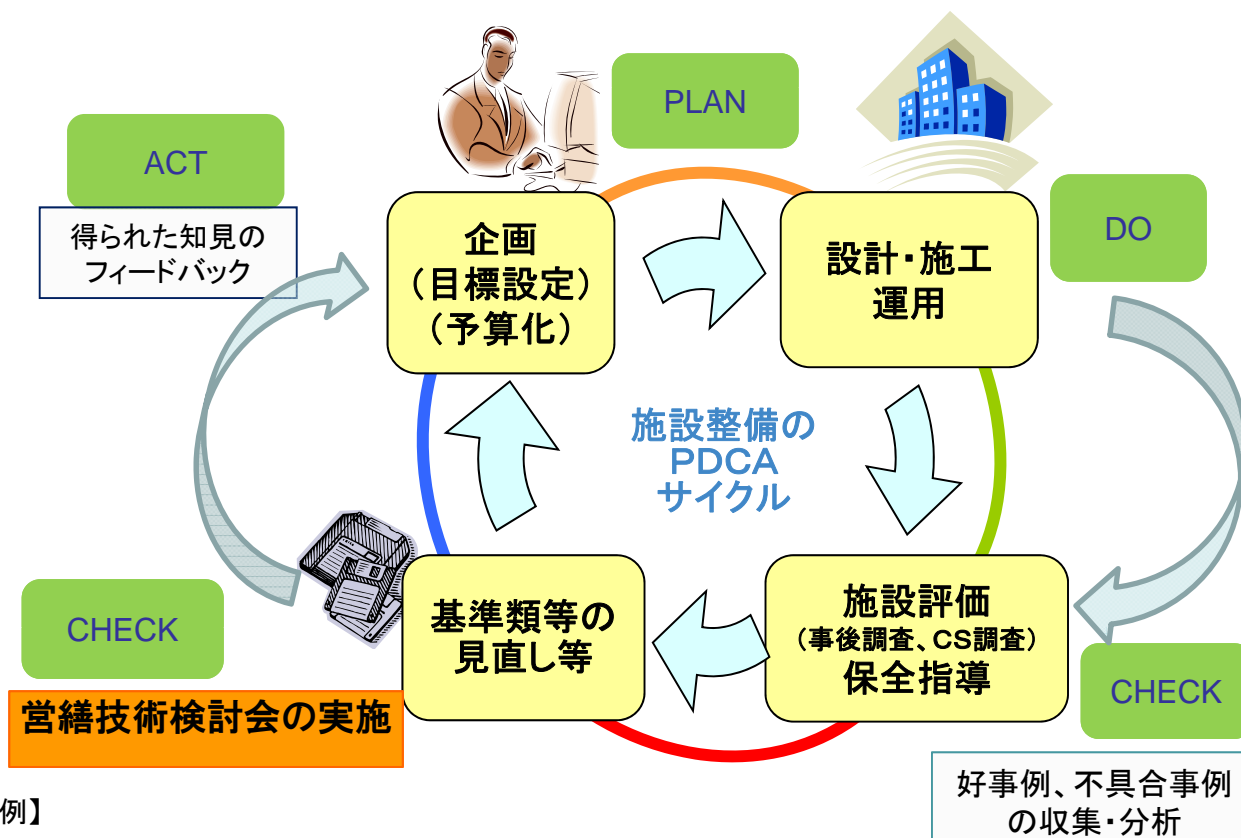 PLAN
ACT
得られた知見の
フィードバック
企画
（目標設定）
（予算化）
設計・施工
運用
DO
施設整備の
PDCA
サイクル
CHECK
営繕技術検討会の実施
基準類等の
見直し等
施設評価
（事後調査、CS調査）
保全指導
CHECK
好事例、不具合事例
の収集・分析
例】